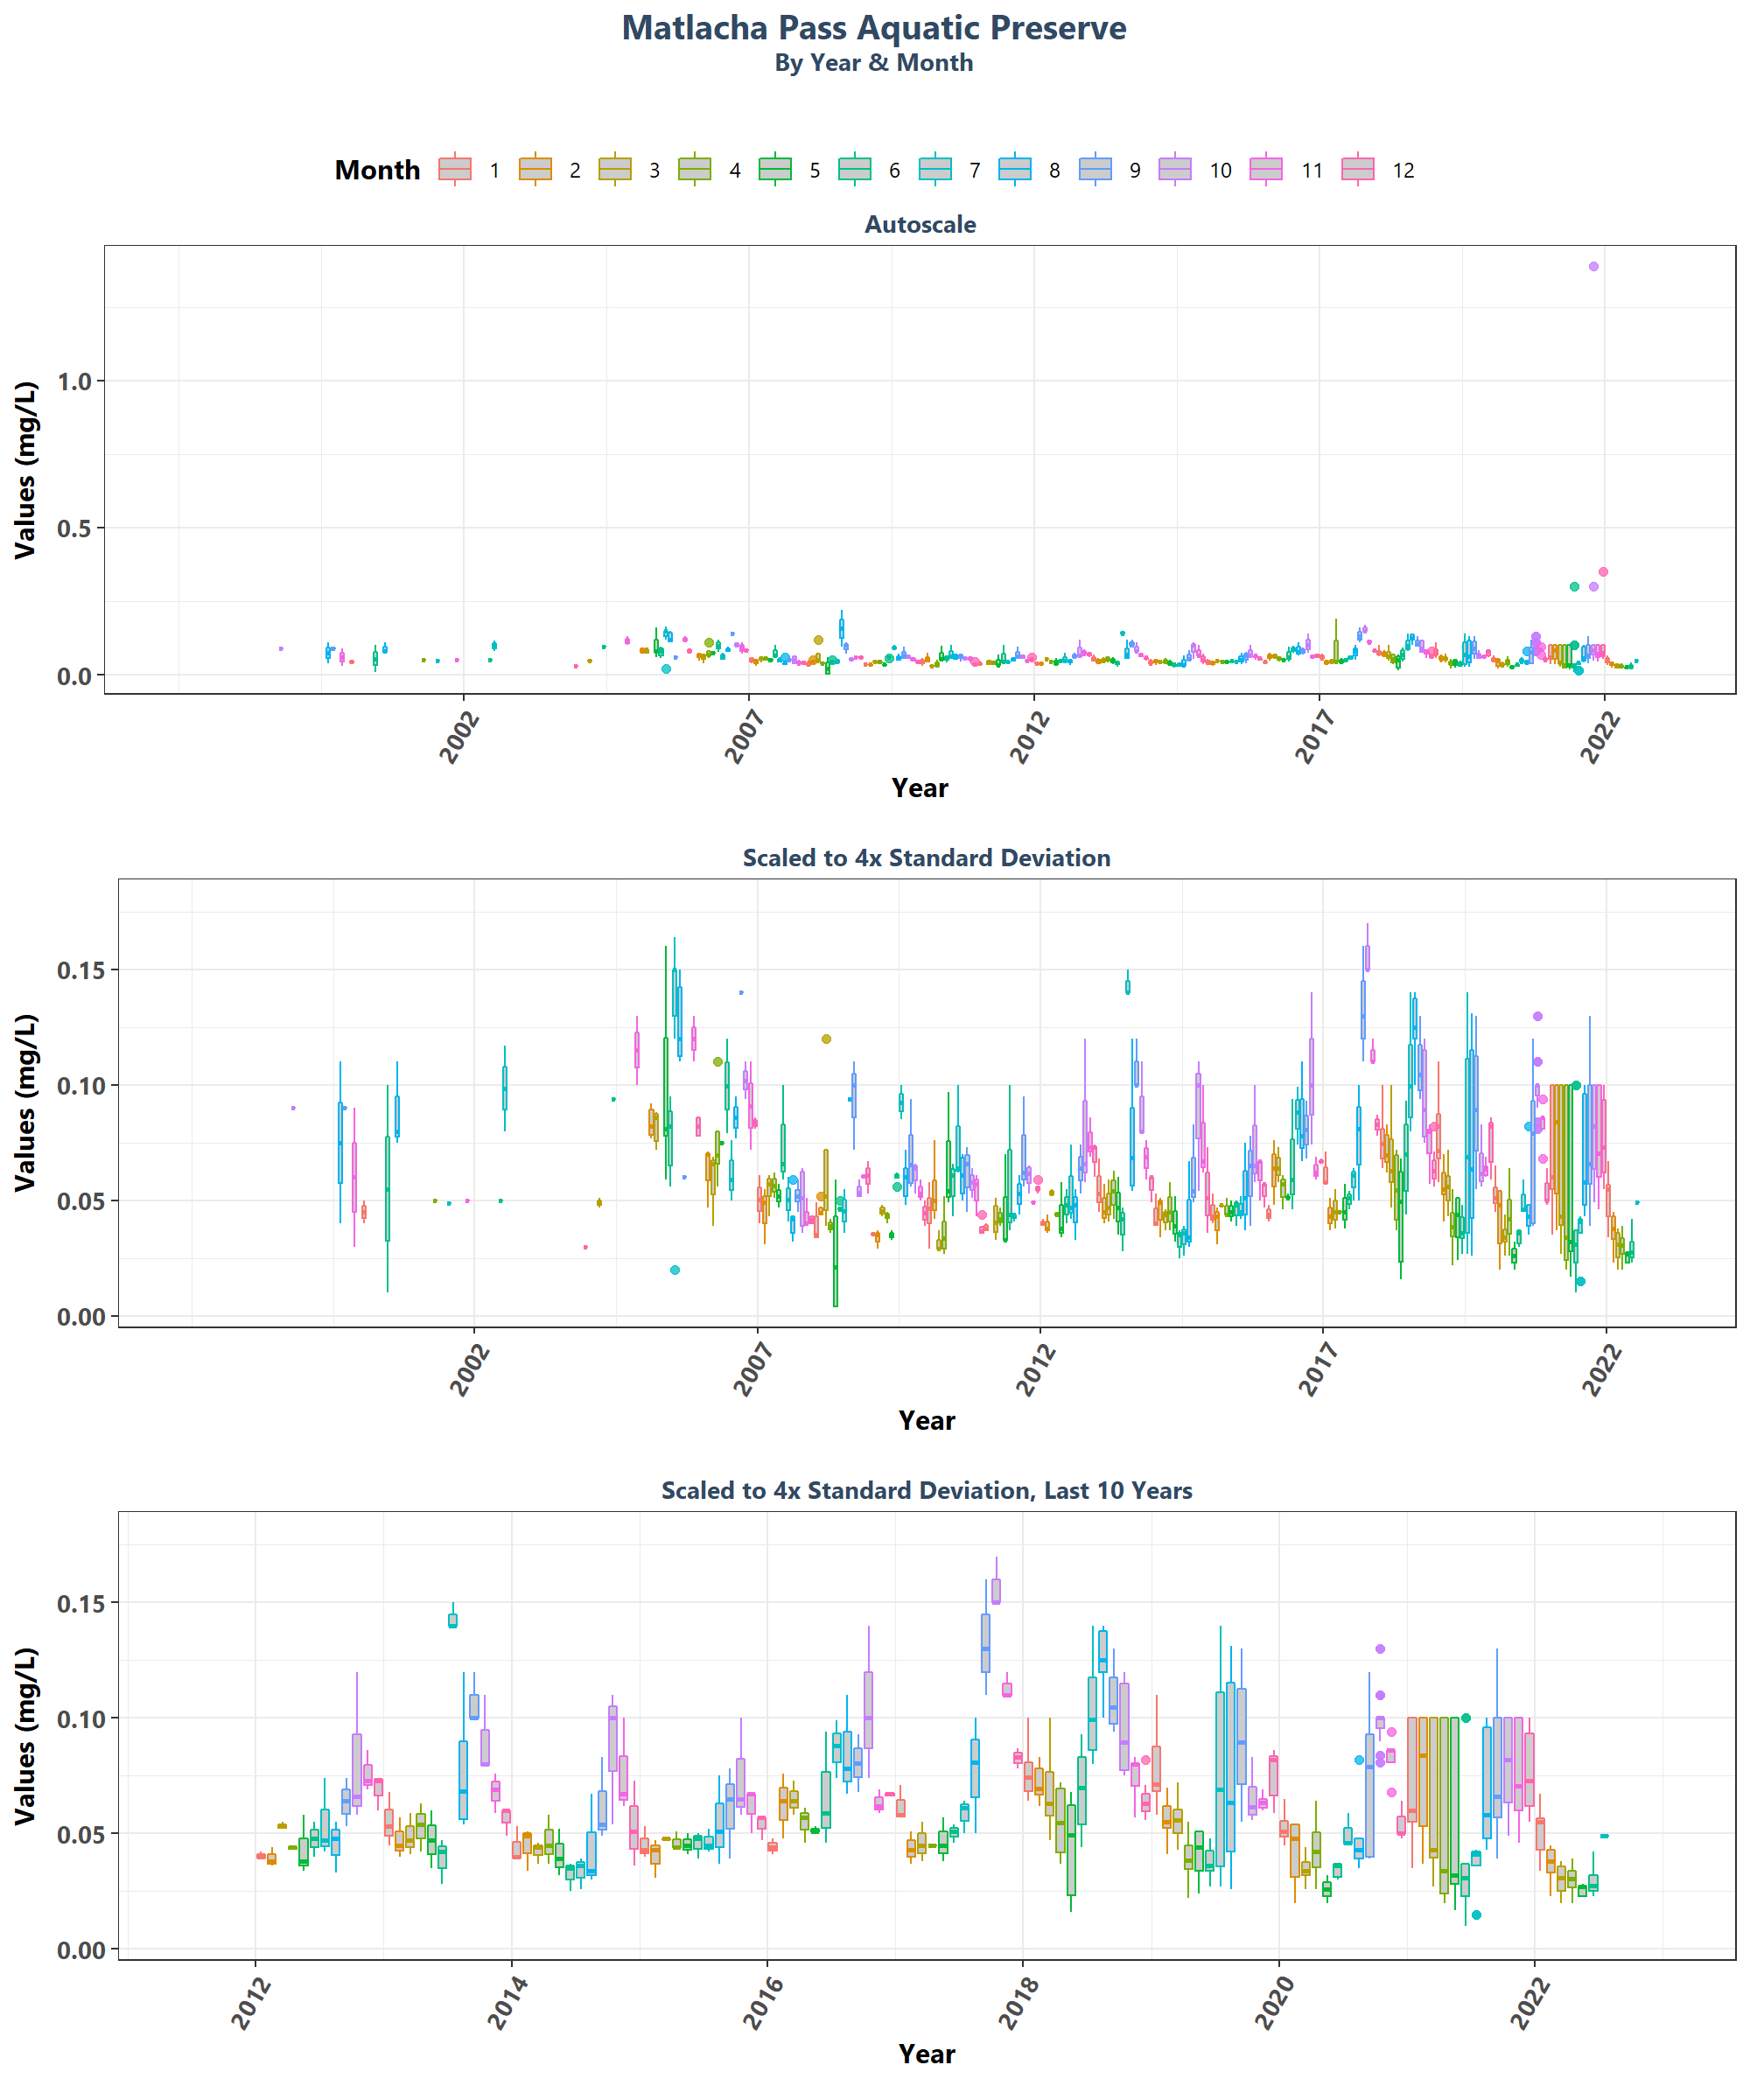 Matlacha Pass Aquatic Preserve
By Year & Month
Month 1 2 3 4 5 6 7 8 9 10 11 12
Autoscale
Values (mg/L)
1.0
0.5
0.0
2002 2007 2012 2017 2022
Year
Scaled to 4x Standard Deviation
Values (mg/L)
0.15
0.10
0.05
0.00
2002 2007 2012 2017 2022
Year
Scaled to 4x Standard Deviation, Last 10 Years
Values (mg/L)
0.15
0.10
0.05
0.00
2012 2014 2016 2018 2020 2022
Year